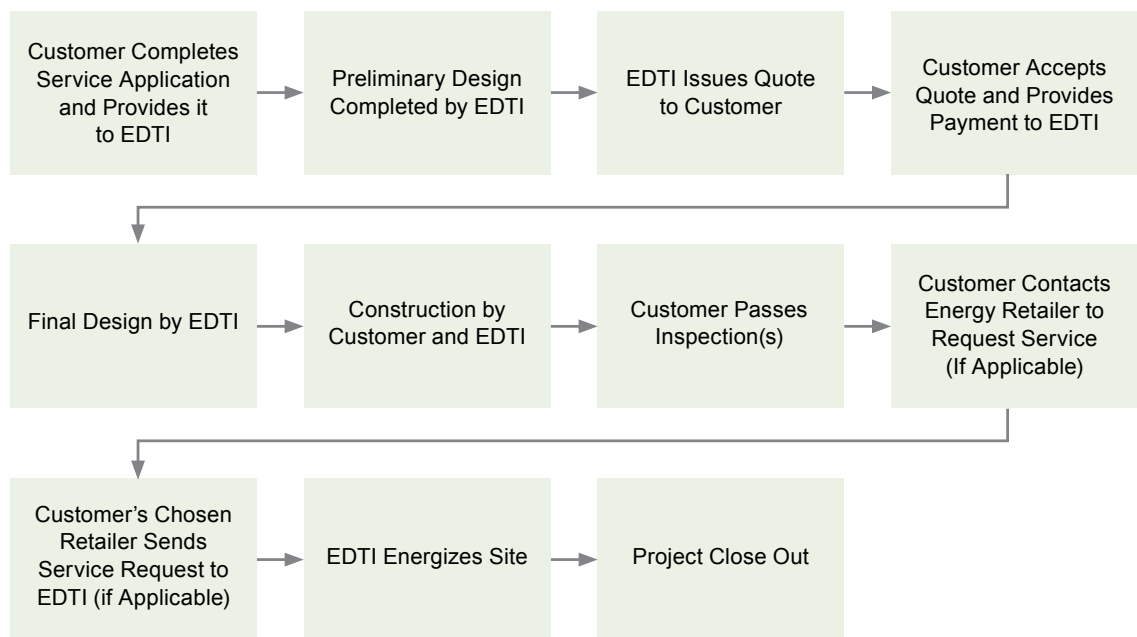 Customer Completes
Service Application
and Provides it
to EDTI
Preliminary Design
Completed by EDTI
EDTI Issues Quote
to Customer
Customer Accepts
Quote and Provides
Payment to EDTI
Final Design by EDTI
Construction by
Customer and EDTI
Customer Passes
Inspection(s)
Customer Contacts
Energy Retailer to
Request Service
(If Applicable)
Customer’s Chosen
Retailer Sends
Service Request to
EDTI (if Applicable)
EDTI Energizes Site
Project Close Out